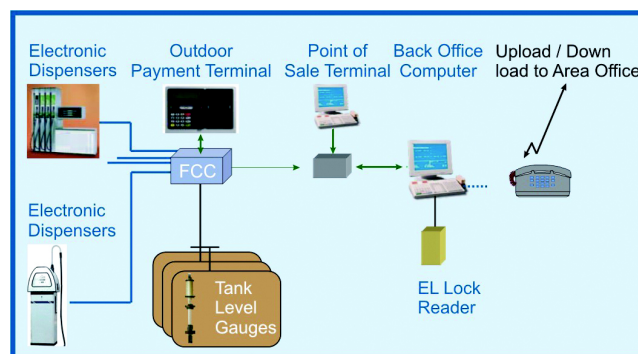 Electronic
Dispensers
Outdoor
Payment Terminal
Point of
Sale Terminal
Back Office
Computer
Upload / Down
load to Area Office
FCC
Electronic
Dispensers
Tank
Level
Gauges
EL Lock
Reader